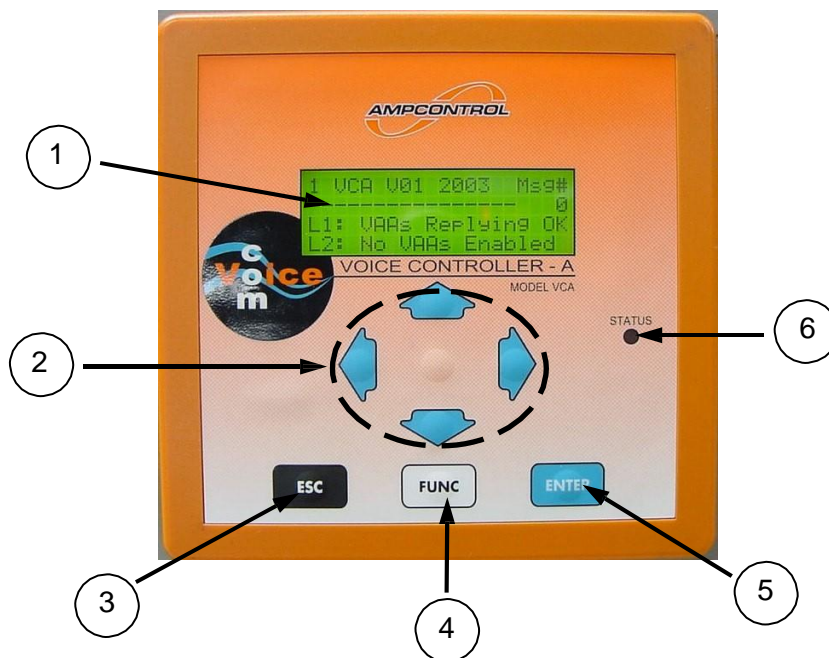 AMPCONTROL
1
1 VCA V01 2003 Msg#
----------------- 0
L1: VAAs Replying OK
L2: No VAAs Enabled
com
Voice
VOICE CONTROLLER - A
MODEL VCA
STATUS
6
2
ESC
FUNC
ENTER
3
4
5